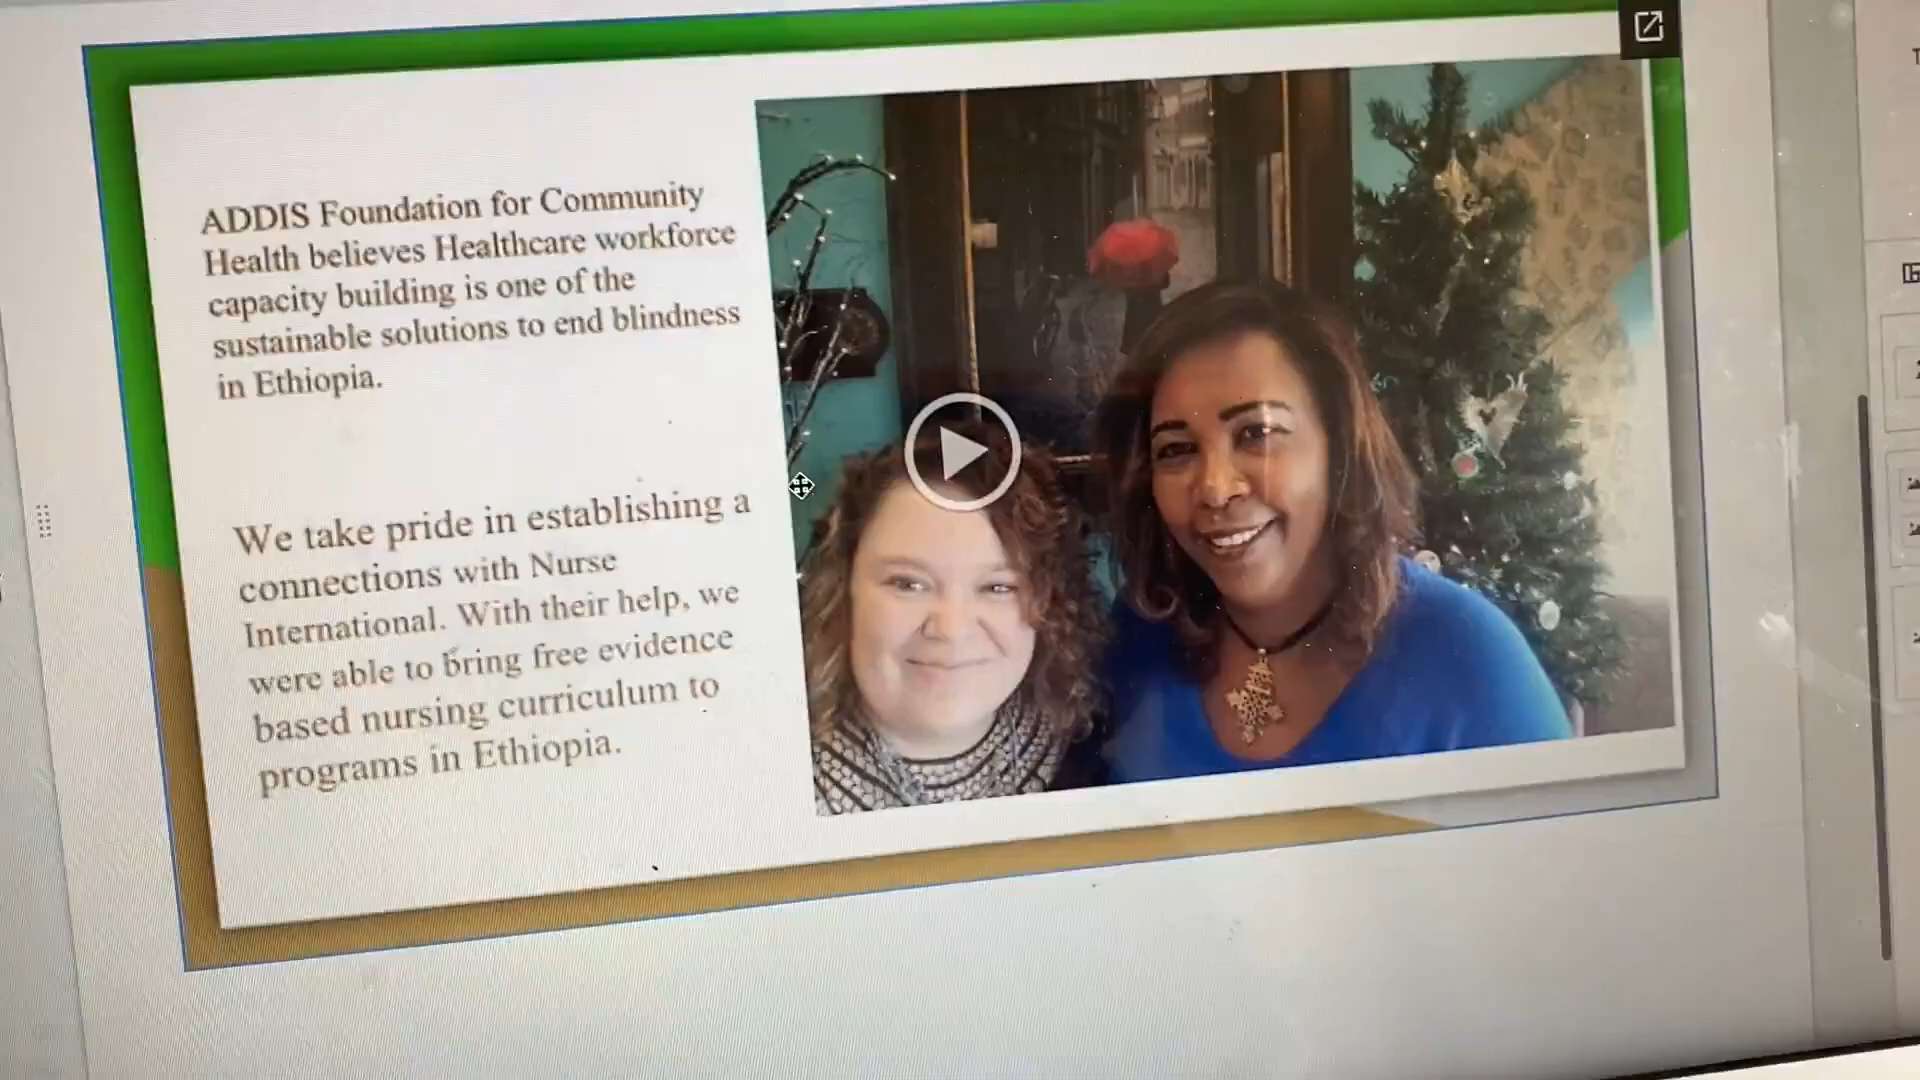 ADDIS Foundation for Community
Health believes Healthcare workforce
capacity building is one of the
sustainable solutions to end blindness
in Ethiopia.
We take pride in establishing a
connections with Nurse
International. With their help, we
were able to bring free evidence
based nursing curriculum to
programs in Ethiopia.